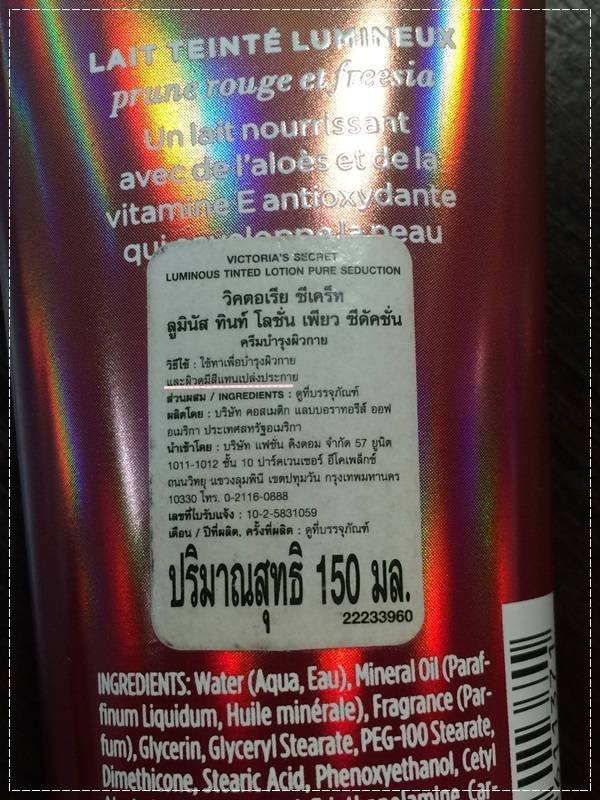 LAIT TEINTÉ LUMINEUX
prune rouge et freesia
Un lait nourrissant
avec de l'aloès et de la
vitamine E antioxydante
qui enveloppe la peau
VICTORIA'S SECRET
LUMINOUS TINTED LOTION PURE SEDUCTION
วิคตอเรีย ซีเคร็ท
ลูมินัส ทินท์ โลชั่น เพียว ซีดัคชั่น
ครีมบำรุงผิวกาย
วิธีใช้ : ใช้ทาเพื่อบำรุงผิวกาย
และผิวดูมีสีแทนเปล่งประกาย
ส่วนผสม / INGREDIENTS : ดูที่บรรจุภัณฑ์
ผลิตโดย : บริษัท คอสเมติก แลบบอราทอรีส์ ออฟ
อเมริกา ประเทศสหรัฐอเมริกา
นำเข้าโดย : บริษัท แฟชั่น คิงดอม จำกัด 57 ยูนิต
1011-1012 ชั้น 10 ปาร์คเวนเชอร์ อีโคเพล็กซ์
ถนนวิทยุ แขวงลุมพินี เขตปทุมวัน กรุงเทพมหานคร
10330 โทร. 0-2116-0888
เลขที่ใบรับแจ้ง : 10-2-5831059
เดือน / ปีที่ผลิต, ครั้งที่ผลิต : ดูที่บรรจุภัณฑ์
ปริมาณสุทธิ 150 มล.
22233960
INGREDIENTS: Water (Aqua, Eau), Mineral Oil (Paraf-
finum Liquidum, Huile minérale), Fragrance (Par-
fum), Glycerin, Glyceryl Stearate, PEG-100 Stearate,
Dimethicone, Stearic Acid, Phenoxyethanol, Cetyl